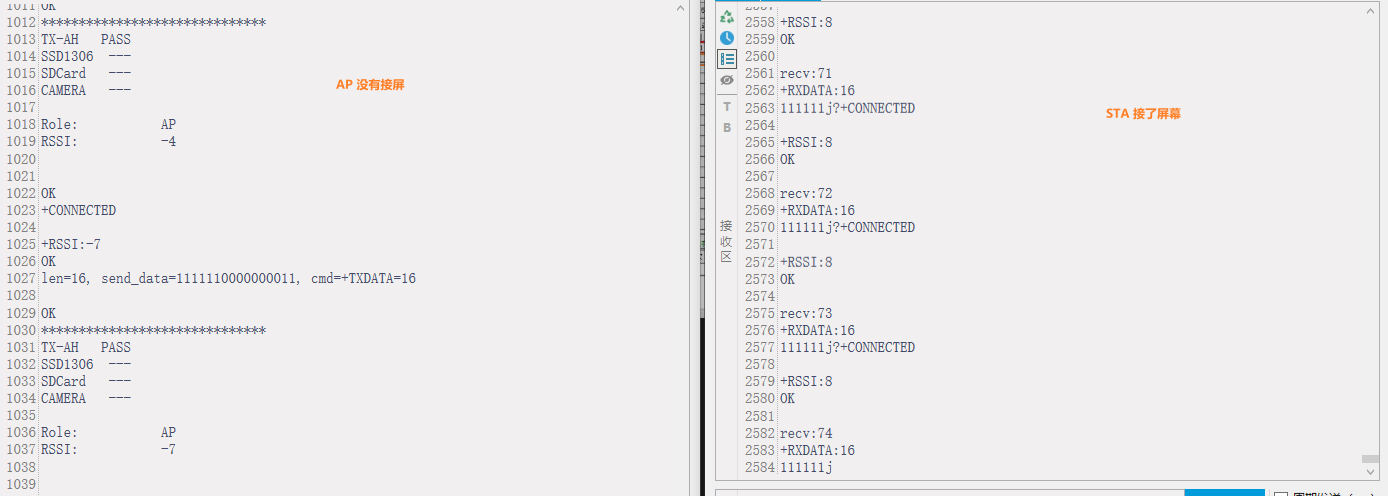 1011 OK
1012 ******************************
1013 TX-AH PASS
1014 SSD1306 ---
1015 SDCard ---
1016 CAMERA ---
1017
1018 Role: AP
1019 RSSI: -4
1020
1021
1022 OK
1023 +CONNECTED
1024
1025 +RSSI:-7
1026 OK
1027 len=16, send_data=1111110000000011, cmd=+TXDATA=16
1028
1029 OK
1030 ******************************
1031 TX-AH PASS
1032 SSD1306 ---
1033 SDCard ---
1034 CAMERA ---
1035
1036 Role: AP
1037 RSSI: -7
1038
1039
AP 没有接屏
T
B
接
收
区
2557
2558 +RSSI:8
2559 OK
2560
2561 recv:71
2562 +RXDATA:16
2563 111111j?+CONNECTED
2564
2565 +RSSI:8
2566 OK
2567
2568 recv:72
2569 +RXDATA:16
2570 111111j?+CONNECTED
2571
2572 +RSSI:8
2573 OK
2574
2575 recv:73
2576 +RXDATA:16
2577 111111j?+CONNECTED
2578
2579 +RSSI:8
2580 OK
2581
2582 recv:74
2583 +RXDATA:16
2584 111111j
STA 接了屏幕